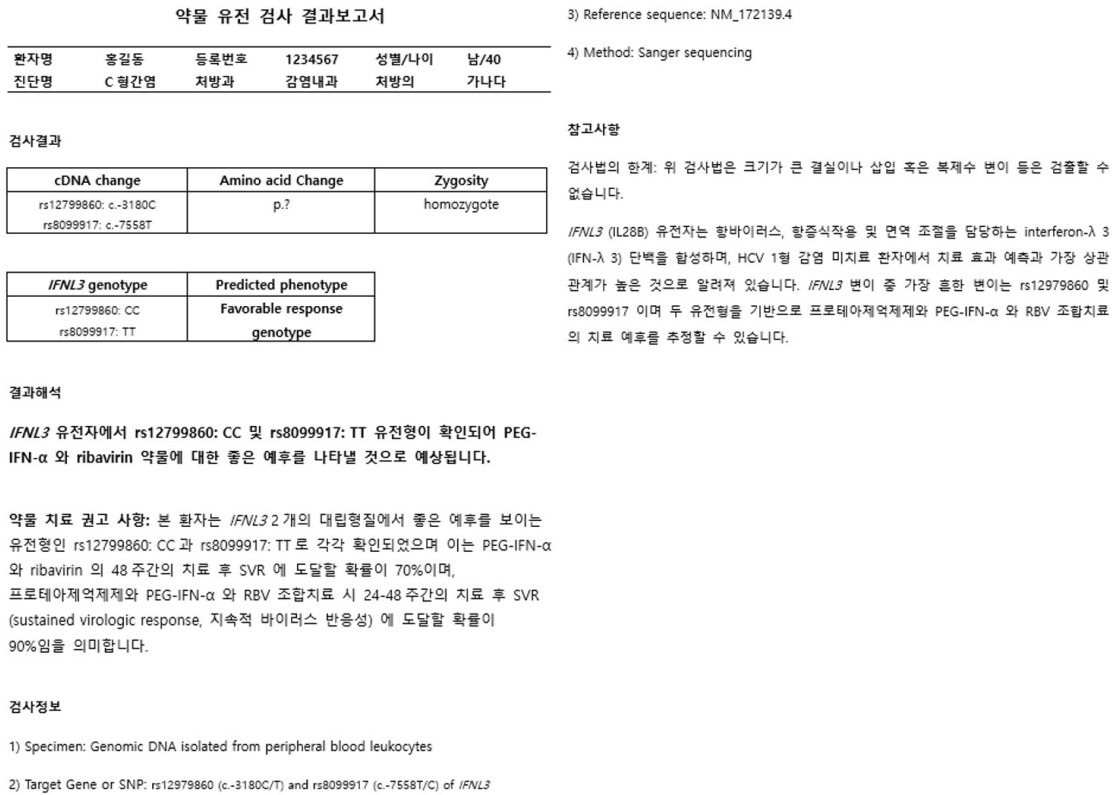 약물 유전 검사 결과보고서
환자명 홍길동 등록번호 1234567 성별/나이 남/40
진단명 C 형간염 처방과 감염내과 처방의 가나다
검사결과
cDNA change Amino acid Change Zygosity
rs12799860: c.-3180C p.? homozygote
rs8099917: c.-7558T
IFNL3 genotype Predicted phenotype
rs12979860: CC Favorable response
rs8099917: TT genotype
결과해석
IFNL3 유전자에서 rs12799860: CC 및 rs8099917: TT 유전형이 확인되어 PEG-
IFN-α 와 ribavirin 약물에 대한 좋은 예후를 나타낼 것으로 예상됩니다.
약물 치료 권고 사항: 본 환자는 IFNL3 2 개의 대립형질에서 좋은 예후를 보이는
유전형인 rs12799860: CC 과 rs8099917: TT 로 각각 확인되었으며 이는 PEG-IFN-α
와 ribavirin 의 48 주간의 치료 후 SVR 에 도달할 확률이 70%이며,
프로테아제억제제와 PEG-IFN-α 와 RBV 조합치료 시 24-48 주간의 치료 후 SVR
(sustained virologic response, 지속적 바이러스 반응성) 에 도달할 확률이
90%임을 의미합니다.
검사정보
1) Specimen: Genomic DNA isolated from peripheral blood leukocytes
2) Target Gene or SNP: rs12979860 (c.-3180C/T) and rs8099917 (c.-7558T/C) of IFNL3
3) Reference sequence: NM_172139.4
4) Method: Sanger sequencing
참고사항
검사법의 한계: 위 검사법은 크기가 큰 결실이나 삽입 혹은 복제수 변이 등은 검출할 수
없습니다.
IFNL3 (IL28B) 유전자는 항바이러스, 항증식작용 및 면역 조절을 담당하는 interferon-λ 3
(IFN-λ 3) 단백을 합성하며, HCV 1형 감염 미치료 환자에서 치료 효과 예측과 가장 상관
관계가 높은 것으로 알려져 있습니다. IFNL3 변이 중 가장 흔한 변이는 rs12979860 및
rs8099917 이며 두 유전형을 기반으로 프로테아제억제제와 PEG-IFN-α 와 RBV 조합치료
의 치료 예후를 추정할 수 있습니다.